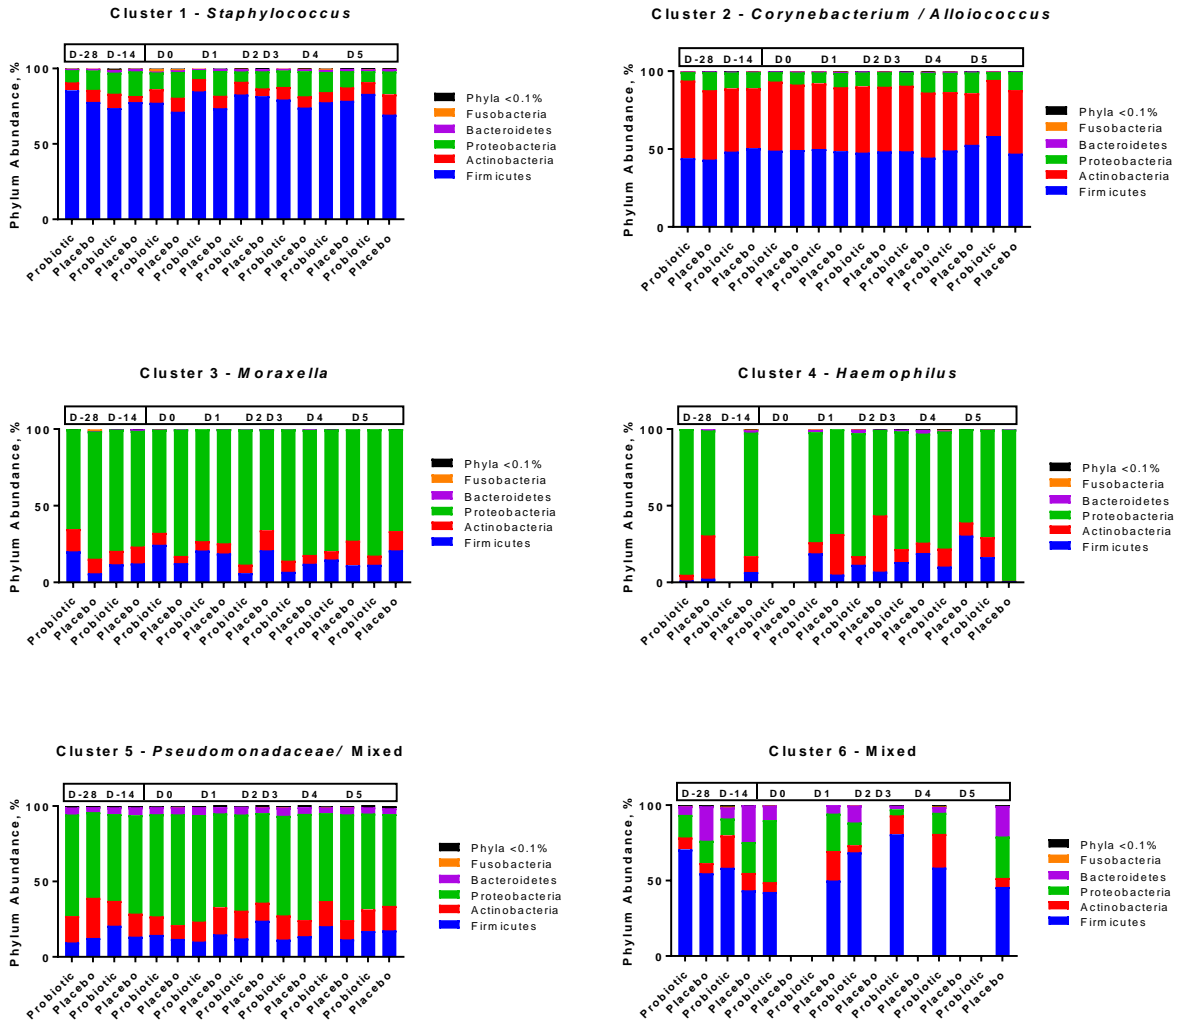 Cluster 1 - Staphylococcus
D-28 D-14 D0 D1 D2 D3 D4 D5
Phylum Abundance, %
100
50
0
Probiotic Placebo Probiotic Placebo Probiotic Placebo Probiotic Placebo Probiotic Placebo Probiotic Placebo Probiotic Placebo Probiotic Placebo
Phyla <0.1%
Fusobacteria
Bacteroidetes
Proteobacteria
Actinobacteria
Firmicutes
Cluster 2 - Corynebacterium / Alloiococcus
D-28 D-14 D0 D1 D2 D3 D4 D5
Phylum Abundance, %
100
50
0
Probiotic Placebo Probiotic Placebo Probiotic Placebo Probiotic Placebo Probiotic Placebo Probiotic Placebo Probiotic Placebo Probiotic Placebo
Phyla <0.1%
Fusobacteria
Bacteroidetes
Proteobacteria
Actinobacteria
Firmicutes
Cluster 3 - Moraxella
D-28 D-14 D0 D1 D2 D3 D4 D5
Phylum Abundance, %
100
50
0
Probiotic Placebo Probiotic Placebo Probiotic Placebo Probiotic Placebo Probiotic Placebo Probiotic Placebo Probiotic Placebo Probiotic Placebo
Phyla <0.1%
Fusobacteria
Bacteroidetes
Proteobacteria
Actinobacteria
Firmicutes
Cluster 4 - Haemophilus
D-28 D-14 D0 D1 D2 D3 D4 D5
Phylum Abundance, %
100
50
0
Probiotic Placebo Probiotic Placebo Probiotic Placebo Probiotic Placebo Probiotic Placebo Probiotic Placebo Probiotic Placebo Probiotic Placebo
Phyla <0.1%
Fusobacteria
Bacteroidetes
Proteobacteria
Actinobacteria
Firmicutes
Cluster 5 - Pseudomonadaceae/ Mixed
D-28 D-14 D0 D1 D2 D3 D4 D5
Phylum Abundance, %
100
50
0
Probiotic Placebo Probiotic Placebo Probiotic Placebo Probiotic Placebo Probiotic Placebo Probiotic Placebo Probiotic Placebo Probiotic Placebo
Phyla <0.1%
Fusobacteria
Bacteroidetes
Proteobacteria
Actinobacteria
Firmicutes
Cluster 6 - Mixed
D-28 D-14 D0 D1 D2 D3 D4 D5
Phylum Abundance, %
100
50
0
Probiotic Placebo Probiotic Placebo Probiotic Placebo Probiotic Placebo Probiotic Placebo Probiotic Placebo Probiotic Placebo Probiotic Placebo
Phyla <0.1%
Fusobacteria
Bacteroidetes
Proteobacteria
Actinobacteria
Firmicutes